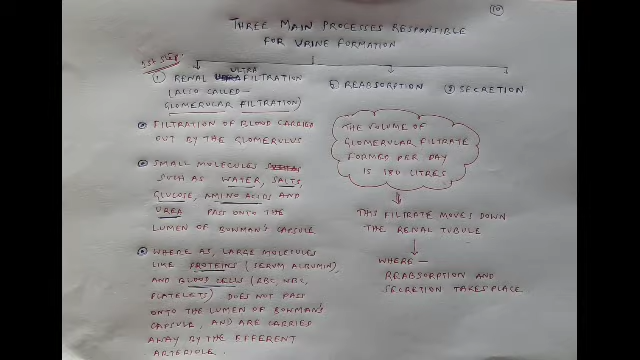 10
THREE MAIN PROCESSES RESPONSIBLE
FOR URINE FORMATION
1st STEP
ULTRA
① RENAL FILTRATION
(ALSO CALLED—
GLOMERULAR FILTRATION)
② REABSORPTION
③ SECRETION
FILTRATION OF BLOOD CARRIED
OUT BY THE GLOMERULUS
SMALL MOLECULES
SUCH AS WATER, SALTS,
GLUCOSE, AMINO ACIDS AND
UREA PASS ONTO THE
LUMEN OF BOWMAN'S CAPSULE
WHERE AS, LARGE MOLECULES
LIKE PROTEINS (SERUM ALBUMIN),
AND BLOOD CELLS (RBC, WBC,
PLATELETS) DOES NOT PASS
ONTO THE LUMEN OF BOWMAN'S
CAPSULE, AND ARE CARRIED
AWAY BY THE EFFERENT
ARTERIOLE.
THE VOLUME OF
GLOMERULAR FILTRATE
FORMED PER DAY
IS 180 LITRES
THIS FILTRATE MOVES DOWN
THE RENAL TUBULE
WHERE—
REABSORPTION AND
SECRETION TAKES PLACE